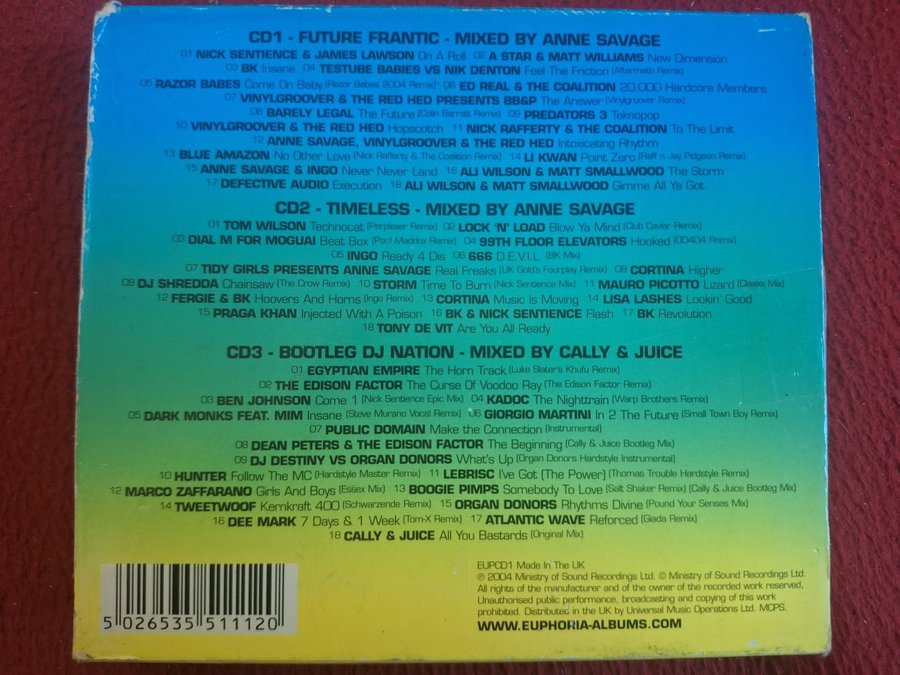 CD1 - FUTURE FRANTIC - MIXED BY ANNE SAVAGE
01 NICK SENTIENCE & JAMES LAWSON On A Roll 02 A STAR & MATT WILLIAMS New Dimension
03 BK Insane 04 TESTUBE BABIES VS NIK DENTON Feel The Friction (Aftermath Remix)
05 RAZOR BABES Come On Baby (Razor Babes 2004 Remix) 06 ED REAL & THE COALITION 20,000 Hardcore Members
07 VINYLGROOVER & THE RED HED PRESENTS BB&P The Answer (Vinylgroover Remix)
08 BARELY LEGAL The Future (Colin Barratt Remix) 09 PREDATORS 3 Teknopop
10 VINYLGROOVER & THE RED HED Hopscotch 11 NICK RAFFERTY & THE COALITION To The Limit
12 ANNE SAVAGE, VINYLGROOVER & THE RED HED Intoxicating Rhythm
13 BLUE AMAZON No Other Love (Nick Rafferty & The Coalition Remix) 14 LI KWAN Point Zero (Raff n Jay Pidgeon Remix)
15 ANNE SAVAGE & INGO Never Never Land 16 ALI WILSON & MATT SMALLWOOD The Storm
17 DEFECTIVE AUDIO Execution 18 ALI WILSON & MATT SMALLWOOD Gimme All Ya Got
CD2 - TIMELESS - MIXED BY ANNE SAVAGE
01 TOM WILSON Technocat (Perplexer Remix) 02 LOCK 'N' LOAD Blow Ya Mind (Club Caviar Remix)
03 DIAL M FOR MOGUAI Beat Box (Paul Maddox Remix) 04 99TH FLOOR ELEVATORS Hooked (OD404 Remix)
05 INGO Ready 4 Dis 06 666 D.E.V.I.L. (BK Mix)
07 TIDY GIRLS PRESENTS ANNE SAVAGE Real Freaks (UK Gold's Fourplay Remix) 08 CORTINA Higher
09 DJ SHREDDA Chainsaw (The Crow Remix) 10 STORM Time To Burn (Nick Sentience Mix) 11 MAURO PICOTTO Lizard (Claxixx Mix)
12 FERGIE & BK Hoovers And Horns (Ingo Remix) 13 CORTINA Music Is Moving 14 LISA LASHES Lookin' Good
15 PRAGA KHAN Injected With A Poison 16 BK & NICK SENTIENCE Flash 17 BK Revolution
18 TONY DE VIT Are You All Ready
CD3 - BOOTLEG DJ NATION - MIXED BY CALLY & JUICE
01 EGYPTIAN EMPIRE The Horn Track (Luke Slater's Khufu Remix)
02 THE EDISON FACTOR The Curse Of Voodoo Ray (The Edison Factor Remix)
03 BEN JOHNSON Come 1 (Nick Sentience Epic Mix) 04 KADOC The Nighttrain (Warp Brothers Remix)
05 DARK MONKS FEAT. MIM Insane (Steve Murano Vocal Remix) 06 GIORGIO MARTINI In 2 The Future (Small Town Boy Remix)
07 PUBLIC DOMAIN Make the Connection (Instrumental)
08 DEAN PETERS & THE EDISON FACTOR The Beginning (Cally & Juice Bootleg Mix)
09 DJ DESTINY VS ORGAN DONORS What's Up (Organ Donors Hardstyle Instrumental)
10 HUNTER Follow The MC (Hardstyle Master Remix) 11 LEBRISC I've Got (The Power) (Thomas Trouble Hardstyle Remix)
12 MARCO ZAFFARANO Girls And Boys (Essex Mix) 13 BOOGIE PIMPS Somebody To Love (Salt Shaker Remix) (Cally & Juice Bootleg Mix)
14 TWEETWOOF Kernkraft 400 (Schwarzende Remix) 15 ORGAN DONORS Rhythms Divine (Pound Your Senses Mix)
16 DEE MARK 7 Days & 1 Week (Tom-X Remix) 17 ATLANTIC WAVE Reforced (Giada Remix)
18 CALLY & JUICE All You Bastards (Original Mix)
5 026535 511120
EUPCD1 Made In The UK
℗ 2004 Ministry of Sound Recordings Ltd. © Ministry of Sound Recordings Ltd.
All rights of the manufacturer and of the owner of the recorded work reserved.
Unauthorised public performance, broadcasting and copying of this work
prohibited. Distributed in the UK by Universal Music Operations Ltd. MCPS.
WWW.EUPHORIA-ALBUMS.COM